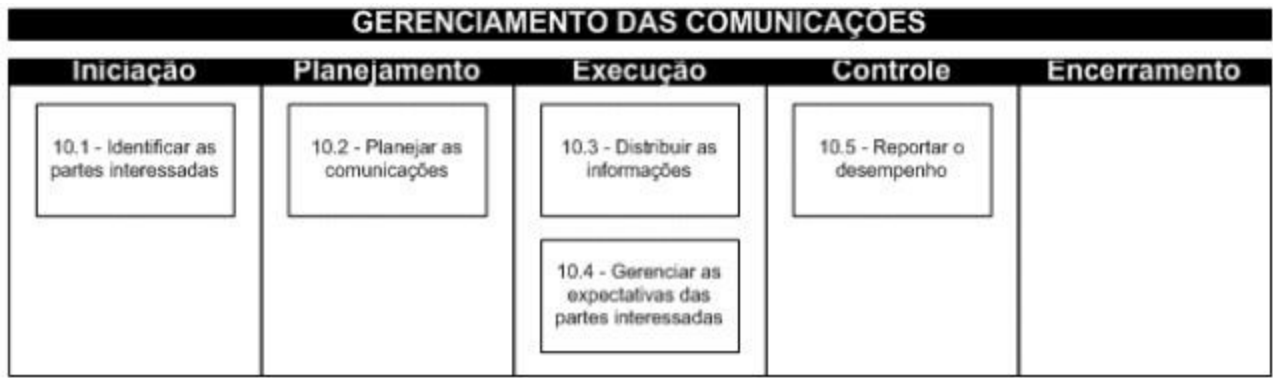 GERENCIAMENTO DAS COMUNICAÇÕES
Iniciação
Planejamento
Execução
Controle
Encerramento
10.1 - Identificar as
partes interessadas
10.2 - Planejar as
comunicações
10.3 - Distribuir as
informações
10.4 - Gerenciar as
expectativas das
partes interessadas
10.5 - Reportar o
desempenho